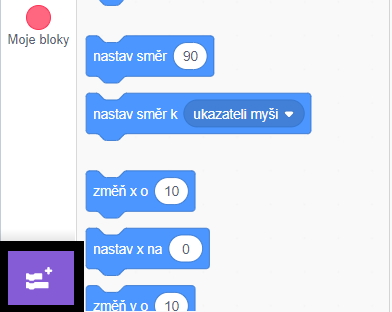 Moje bloky
nastav směr 90
nastav směr k ukazateli myši
změň x o 10
nastav x na 0
změň y o 10